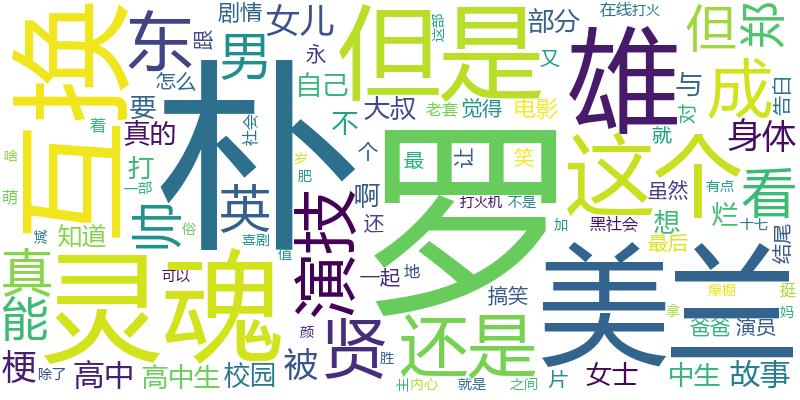 剧情
女儿
但是
部分
在线打火
但
郑
东
跟
永
这部
雄
互换
男
怎么
自己
又
与
成
告白
要
朴
大叔
老套
觉得
电影
对
看
着
真的
社会
不
就
身体
啥
打
个
最
让
笑
这个
罗
萌
一部
岁
肥
虽然
有点
帅
英
演技
啊
打火机
不是
想
烂
十七
俗
喜剧
还
加
黑社会
结尾
知道
值
最后
真
灵魂
可以
一起
地
搞笑
美兰
爆棚
挺
能
颜
贤
还是
拿
妈
爸爸
演员
梗
除了
高中
高中生
校园
被
胜
内心
就是
之间
片
女士
中生
故事